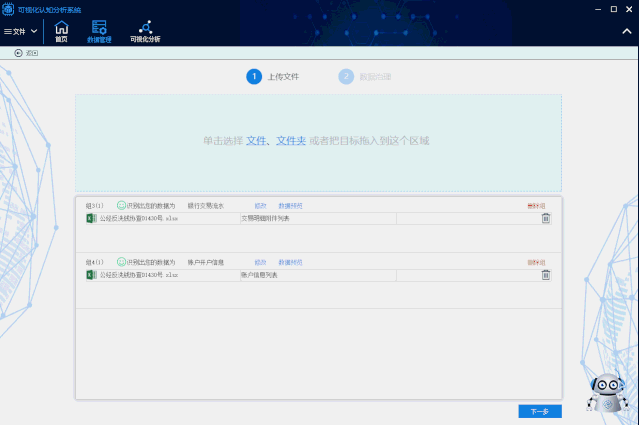 可视化认知分析系统
文件
首页
数据管理
可视化分析
返回
1 上传文件
2 数据治理
单击选择 文件、文件夹 或者把目标拖入到这个区域
组3(1) 识别出您的数据为 银行交易流水 修改 数据预览 删除组
公经反洗钱协查D1430号.xlsx 交易明细附件列表
组4(1) 识别出您的数据为 账户开户信息 修改 数据预览 删除组
公经反洗钱协查D1430号.xlsx 账户信息列表
下一步